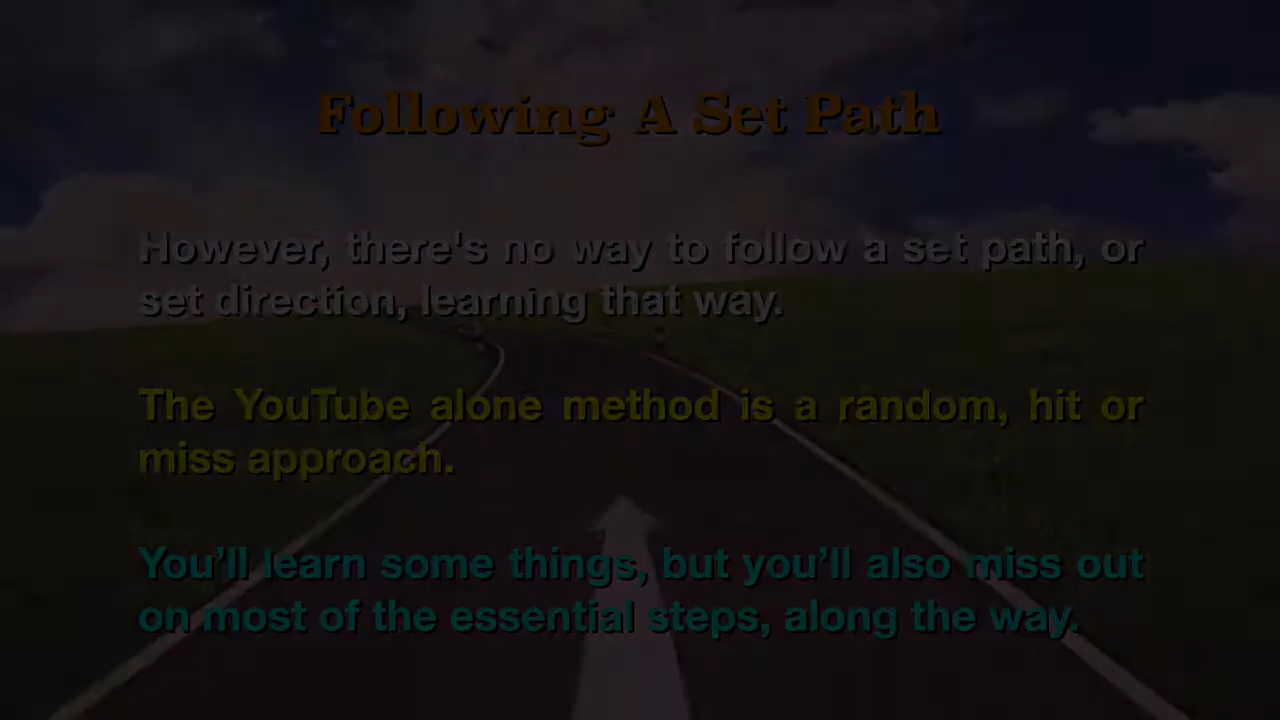 Following A Set Path
However, there's no way to follow a set path, or
set direction, learning that way.
The YouTube alone method is a random, hit or
miss approach.
You’ll learn some things, but you’ll also miss out
on most of the essential steps, along the way.